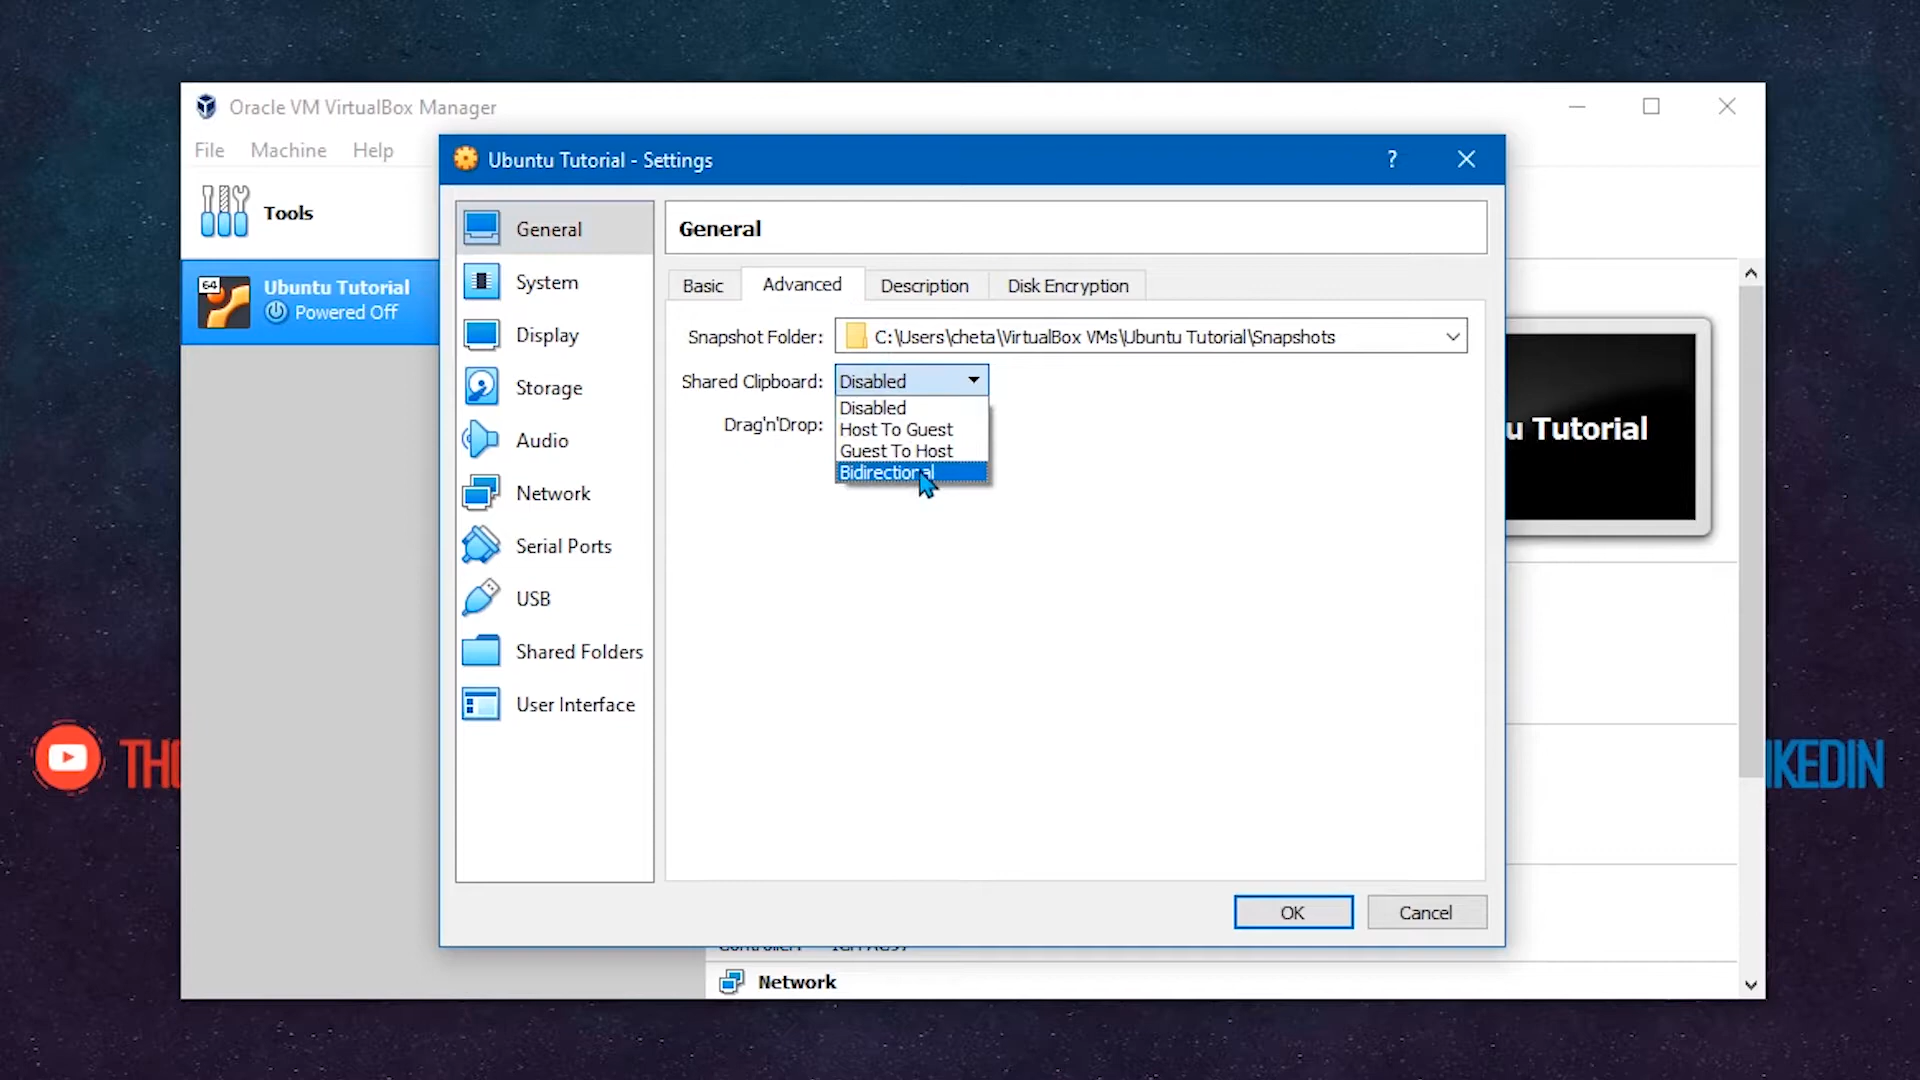 Oracle VM VirtualBox Manager
File Machine Help
Tools
64
Ubuntu Tutorial
Powered Off
Ubuntu Tutorial - Settings
?
General
System
Display
Storage
Audio
Network
Serial Ports
USB
Shared Folders
User Interface
General
Basic Advanced Description Disk Encryption
Snapshot Folder: C:\Users\cheta\VirtualBox VMs\Ubuntu Tutorial\Snapshots
Shared Clipboard: Disabled
Disabled
Host To Guest
Guest To Host
Bidirectional
Drag'n'Drop:
OK Cancel
u Tutorial
Network
THO
KEDIN